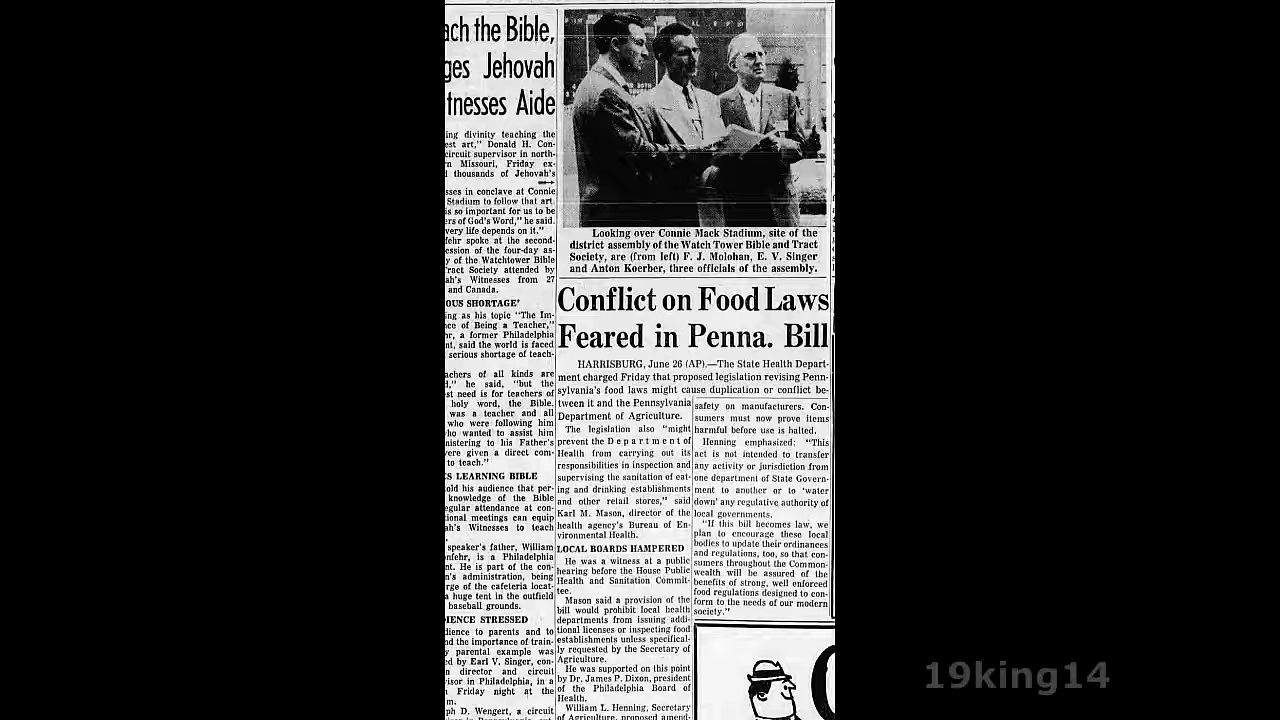 ach the Bible,
ges Jehovah
tnesses Aide
ing divinity teaching the
est art," Donald H. Con-
circuit supervisor in north-
n Missouri, Friday ex-
thousands of Jehovah's
sses in conclave at Connie
Stadium to follow that art.
is so important for us to be
ers of God's Word," he said.
very life depends on it."
fehr spoke at the second-
ession of the four-day as-
y of the Watchtower Bible
Tract Society attended by
ah's Witnesses from 27
and Canada.
OUS SHORTAGE'
ing as his topic "The Im-
nce of Being a Teacher,"
hr, a former Philadelphia
nt, said the world is faced
serious shortage of teach-
achers of all kinds are
d," he said, "but the
st need is for teachers of
holy word, the Bible.
was a teacher and all
who were following him
who wanted to assist him
nistering to his Father's
were given a direct com-
to teach."
S LEARNING BIBLE
old his audience that per-
knowledge of the Bible
egular attendance at con-
ional meetings can equip
ah's Witnesses to teach
speaker's father, William
nfehr, is a Philadelphia
nt. He is part of the con-
n's administration, being
rge of the cafeteria locat-
a huge tent in the outfield
baseball grounds.
IENCE STRESSED
dience to parents and to
nd the importance of train-
y parental example was
ed by Earl V. Singer, con-
n director and circuit
visor in Philadelphia, in a
Friday night at the
m.
ph D. Wengert, a circuit
Looking over Connie Mack Stadium, site of the
district assembly of the Watch Tower Bible and Tract
Society, are (from left) F. J. Molohan, E. V. Singer
and Anton Koerber, three officials of the assembly.
Conflict on Food Laws
Feared in Penna. Bill
HARRISBURG, June 26 (AP).—The State Health Depart-
ment charged Friday that proposed legislation revising Penn-
sylvania's food laws might cause duplication or conflict be-
tween it and the Pennsylvania
Department of Agriculture.
The legislation also "might
prevent the Department of
Health from carrying out its
responsibilities in inspection and
supervising the sanitation of eat-
ing and drinking establishments
and other retail stores," said
Karl M. Mason, director of the
health agency's Bureau of En-
vironmental Health.
LOCAL BOARDS HAMPERED
He was a witness at a public
hearing before the House Public
Health and Sanitation Commit-
tee.
Mason said a provision of the
bill would prohibit local health
departments from issuing addi-
tional licenses or inspecting food
establishments unless specifical-
ly requested by the Secretary of
Agriculture.
He was supported on this point
by Dr. James P. Dixon, president
of the Philadelphia Board of
Health.
William L. Henning, Secretary
of Agriculture, proposed amend-
safety on manufacturers. Con-
sumers must now prove items
harmful before use is halted.
Henning emphasized: "This
act is not intended to transfer
any activity or jurisdiction from
one department of State Govern-
ment to another or to 'water
down' any regulative authority of
local governments.
"If this bill becomes law, we
plan to encourage these local
bodies to update their ordinances
and regulations, too, so that con-
sumers throughout the Common-
wealth will be assured of the
benefits of strong, well enforced
food regulations designed to con-
form to the needs of our modern
society."
19king14